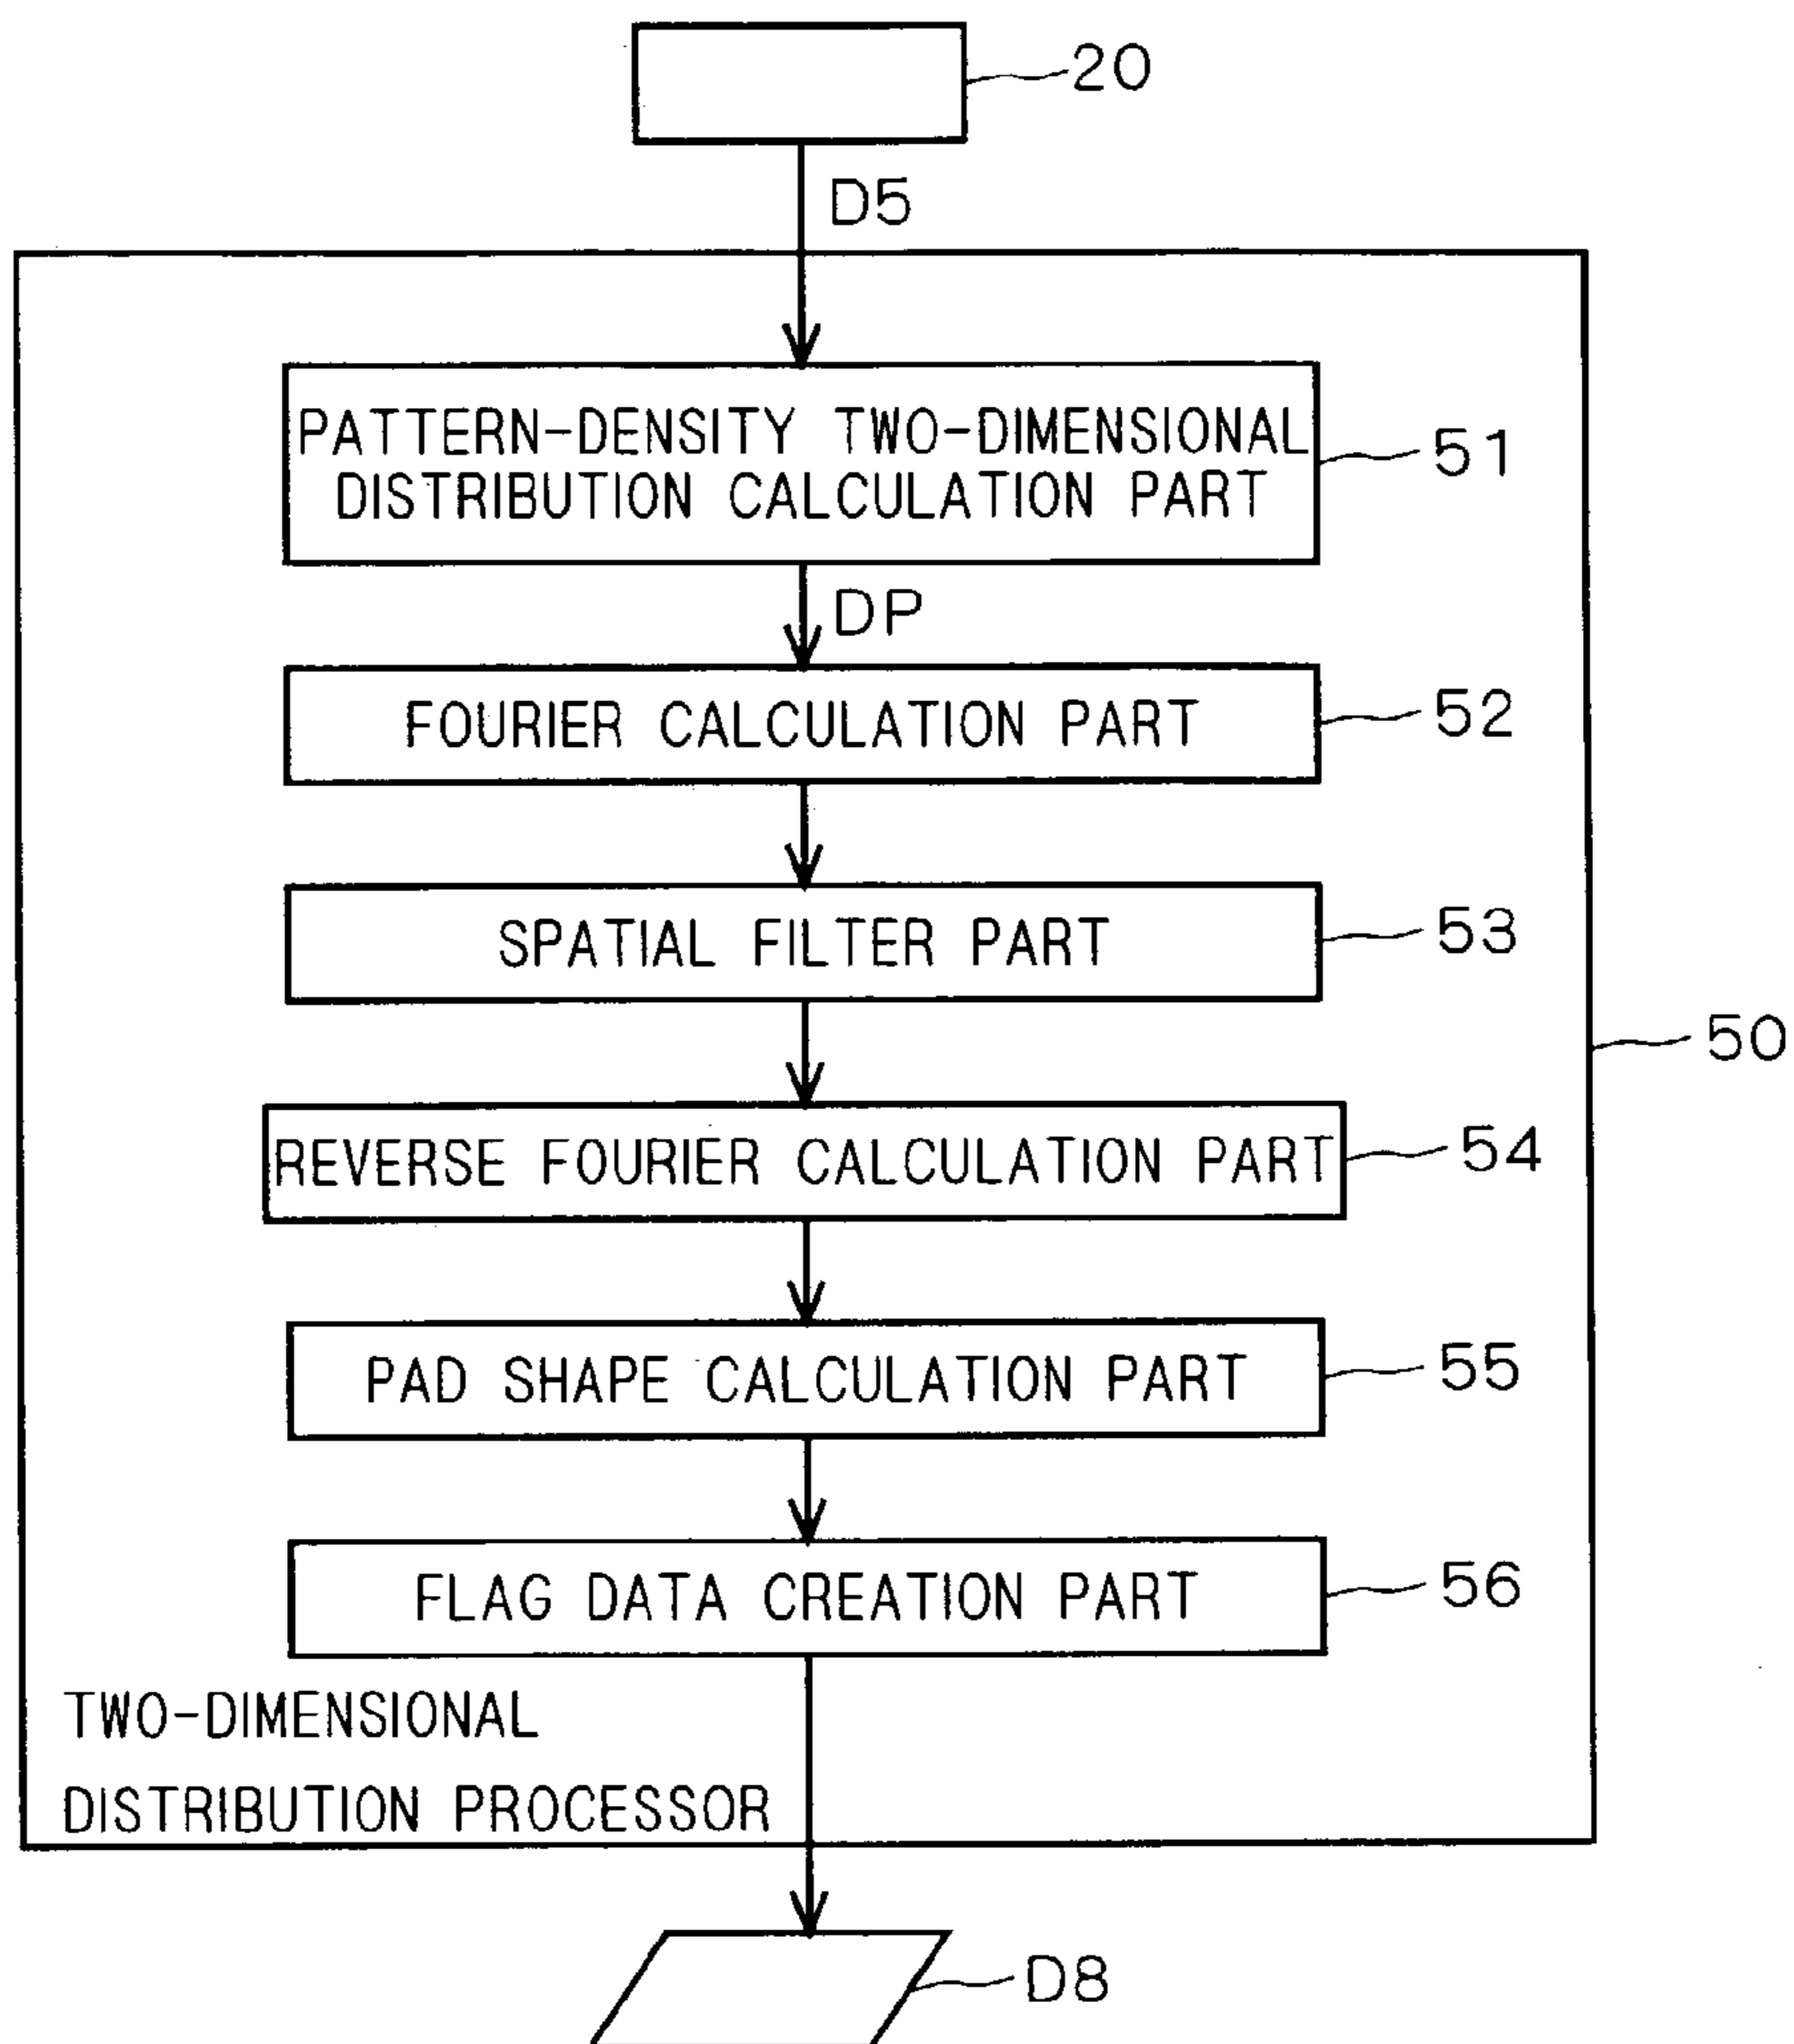 20
D5
PATTERN-DENSITY TWO-DIMENSIONAL
DISTRIBUTION CALCULATION PART
51
DP
FOURIER CALCULATION PART
52
SPATIAL FILTER PART
53
50
REVERSE FOURIER CALCULATION PART
54
PAD SHAPE CALCULATION PART
55
FLAG DATA CREATION PART
56
TWO-DIMENSIONAL
DISTRIBUTION PROCESSOR
D8